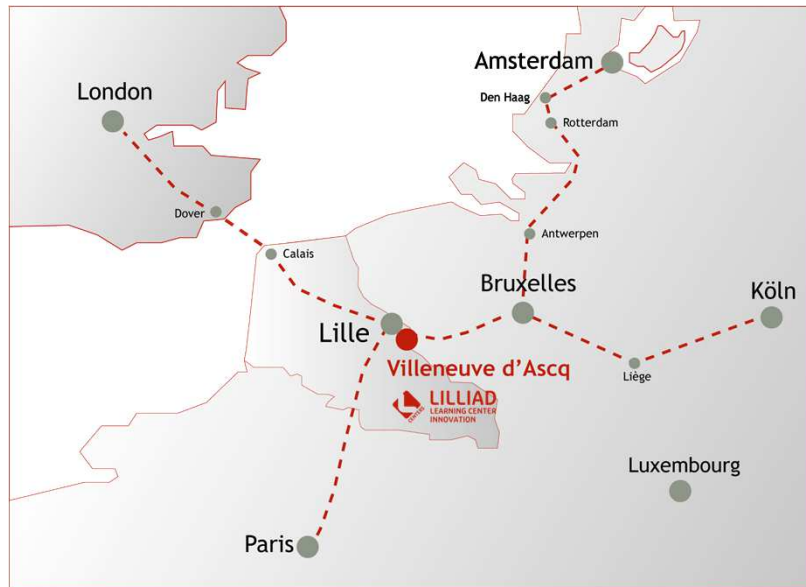 Amsterdam
London
Den Haag
Rotterdam
Dover
Antwerpen
Calais
Bruxelles
Köln
Lille
Villeneuve d'Ascq
Liège
CENTERS
LILLIAD
LEARNING CENTER
INNOVATION
Luxembourg
Paris